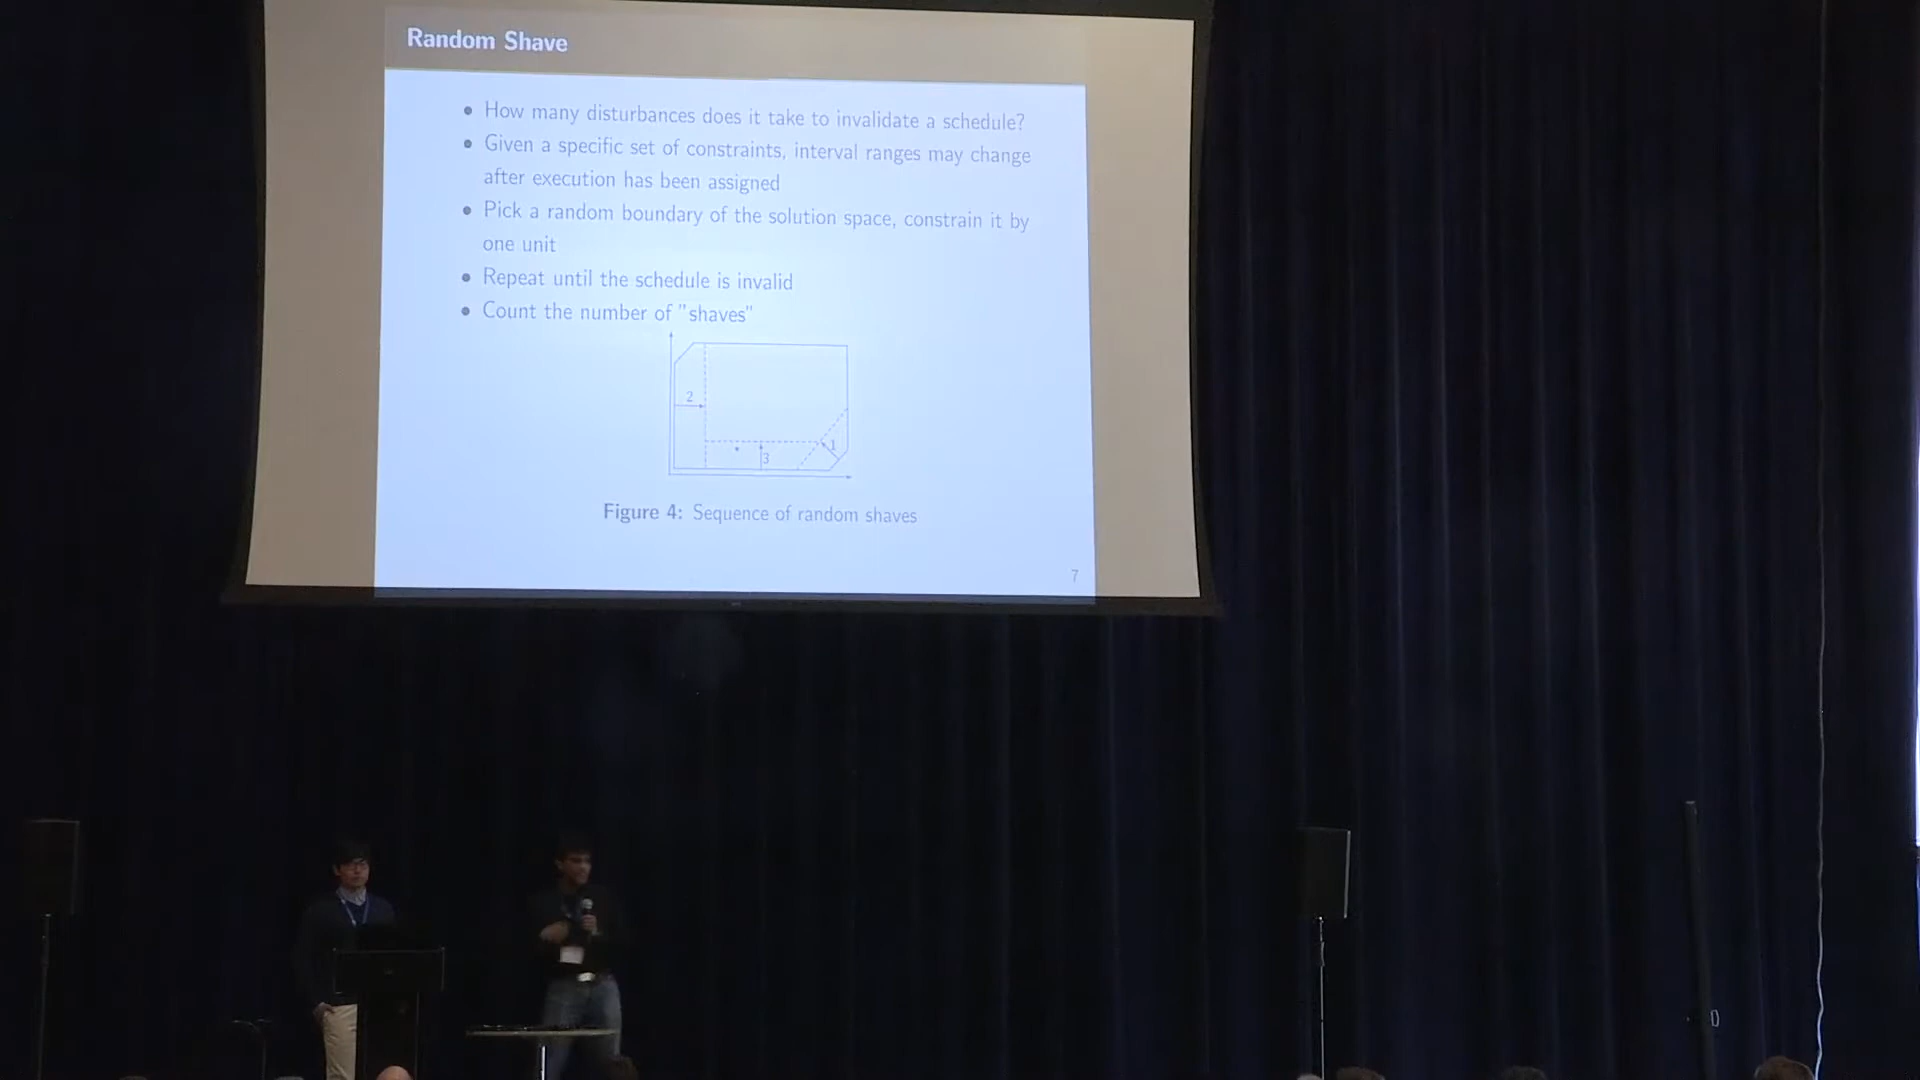 Random Shave
• How many disturbances does it take to invalidate a schedule?
• Given a specific set of constraints, interval ranges may change
after execution has been assigned
• Pick a random boundary of the solution space, constrain it by
one unit
• Repeat until the schedule is invalid
• Count the number of "shaves"
2
1
3
Figure 4: Sequence of random shaves
7